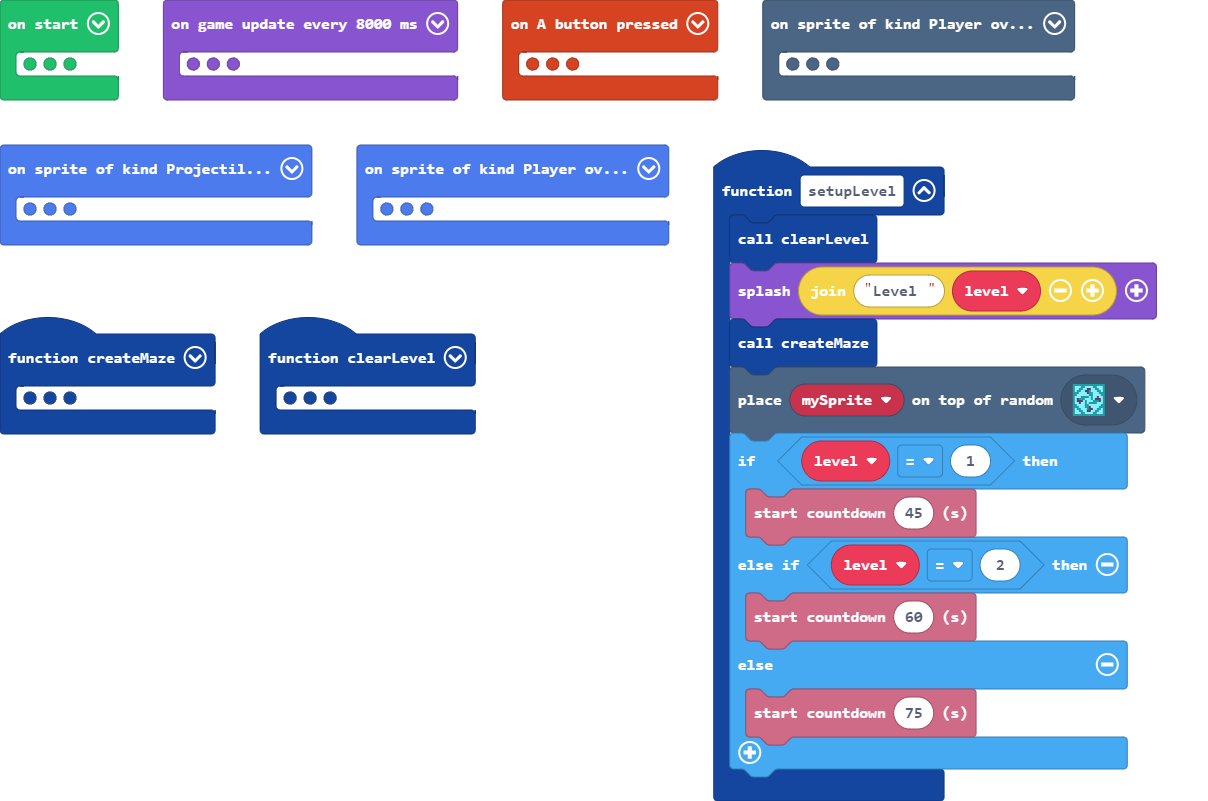 on start
on game update every 8000 ms
on A button pressed
on sprite of kind Player ov...
on sprite of kind Projectil...
on sprite of kind Player ov...
function setupLevel
call clearLevel
splash join "Level " level
call createMaze
place mySprite on top of random
if level = 1 then
start countdown 45 (s)
else if level = 2 then
start countdown 60 (s)
else
start countdown 75 (s)
function createMaze
function clearLevel